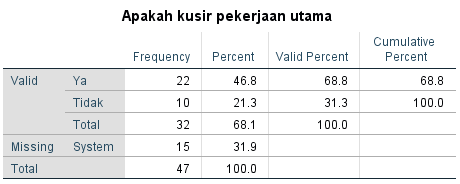 Apakah kusir pekerjaan utama
Frequency Percent Valid Percent Cumulative Percent
Valid Ya 22 46.8 68.8 68.8
Tidak 10 21.3 31.3 100.0
Total 32 68.1 100.0
Missing System 15 31.9
Total 47 100.0